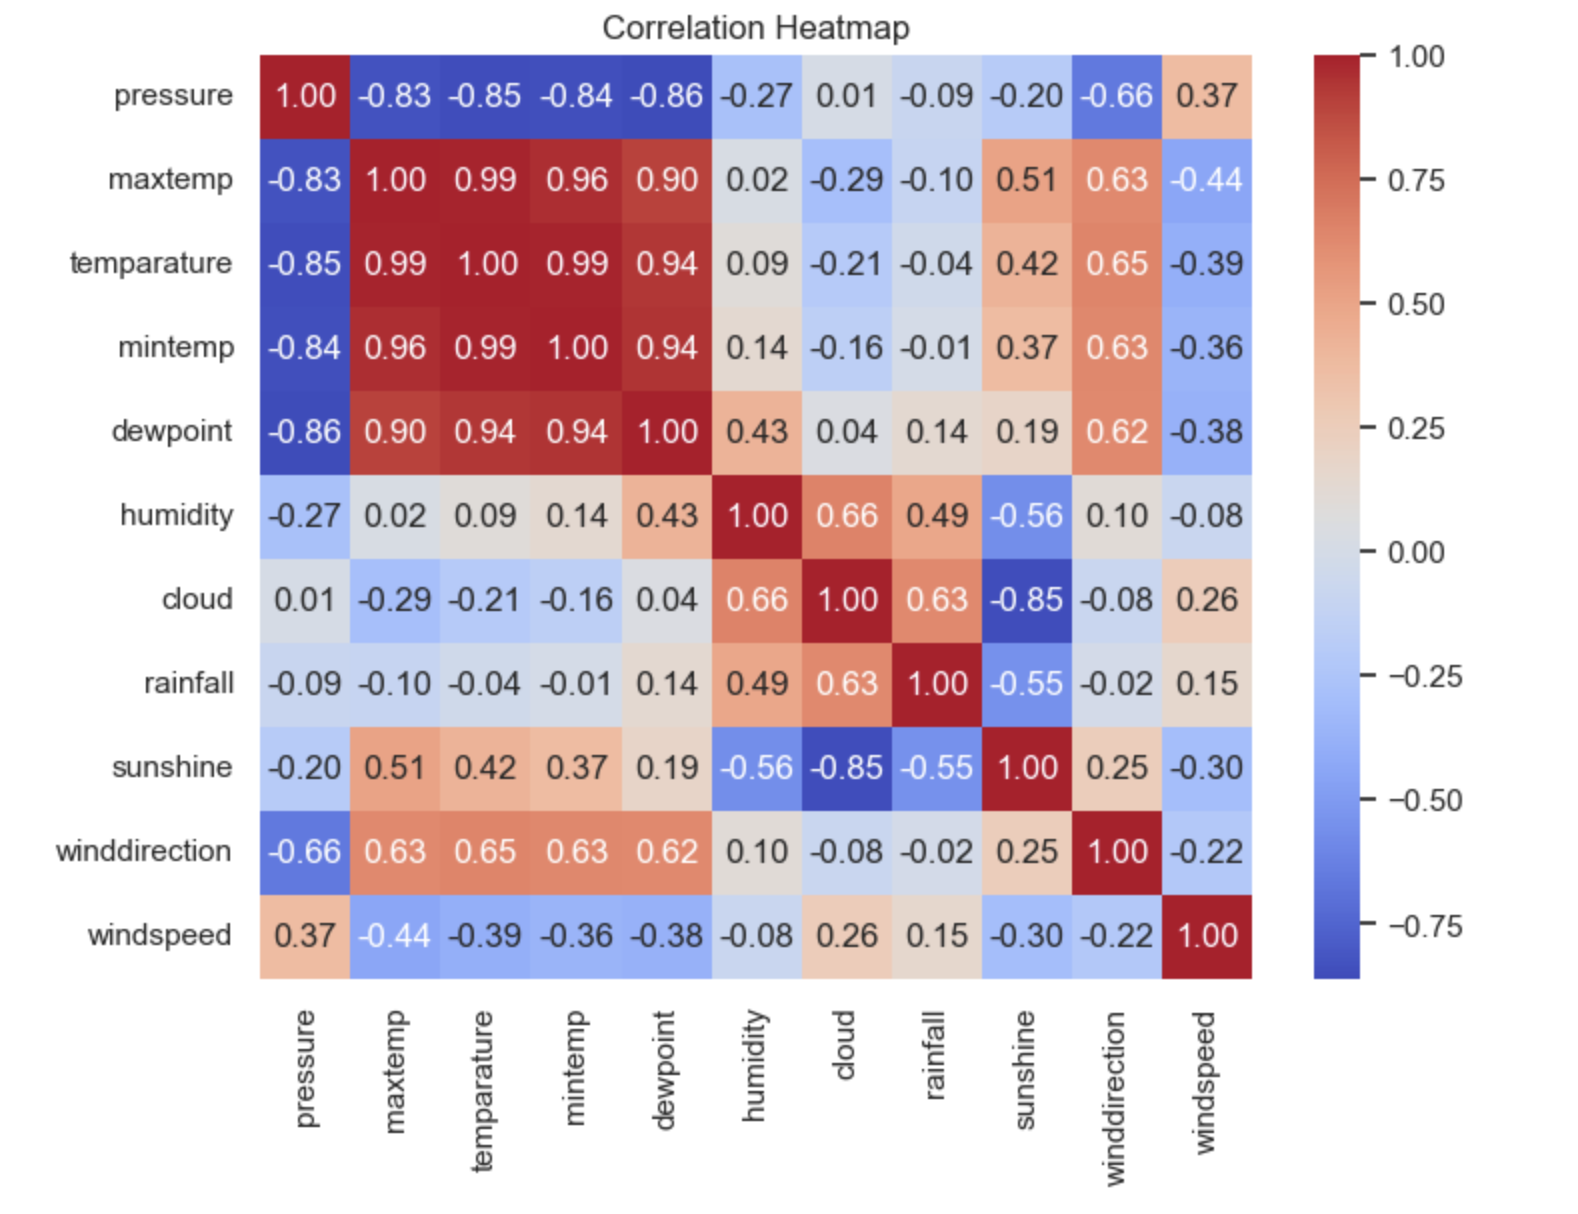 Correlation Heatmap
pressure 1.00 -0.83 -0.85 -0.84 -0.86 -0.27 0.01 -0.09 -0.20 -0.66 0.37
maxtemp -0.83 1.00 0.99 0.96 0.90 0.02 -0.29 -0.10 0.51 0.63 -0.44
temparature -0.85 0.99 1.00 0.99 0.94 0.09 -0.21 -0.04 0.42 0.65 -0.39
mintemp -0.84 0.96 0.99 1.00 0.94 0.14 -0.16 -0.01 0.37 0.63 -0.36
dewpoint -0.86 0.90 0.94 0.94 1.00 0.43 0.04 0.14 0.19 0.62 -0.38
humidity -0.27 0.02 0.09 0.14 0.43 1.00 0.66 0.49 -0.56 0.10 -0.08
cloud 0.01 -0.29 -0.21 -0.16 0.04 0.66 1.00 0.63 -0.85 -0.08 0.26
rainfall -0.09 -0.10 -0.04 -0.01 0.14 0.49 0.63 1.00 -0.55 -0.02 0.15
sunshine -0.20 0.51 0.42 0.37 0.19 -0.56 -0.85 -0.55 1.00 0.25 -0.30
winddirection -0.66 0.63 0.65 0.63 0.62 0.10 -0.08 -0.02 0.25 1.00 -0.22
windspeed 0.37 -0.44 -0.39 -0.36 -0.38 -0.08 0.26 0.15 -0.30 -0.22 1.00
pressure
maxtemp
temparature
mintemp
dewpoint
humidity
cloud
rainfall
sunshine
winddirection
windspeed
1.00
0.75
0.50
0.25
0.00
−0.25
−0.50
−0.75